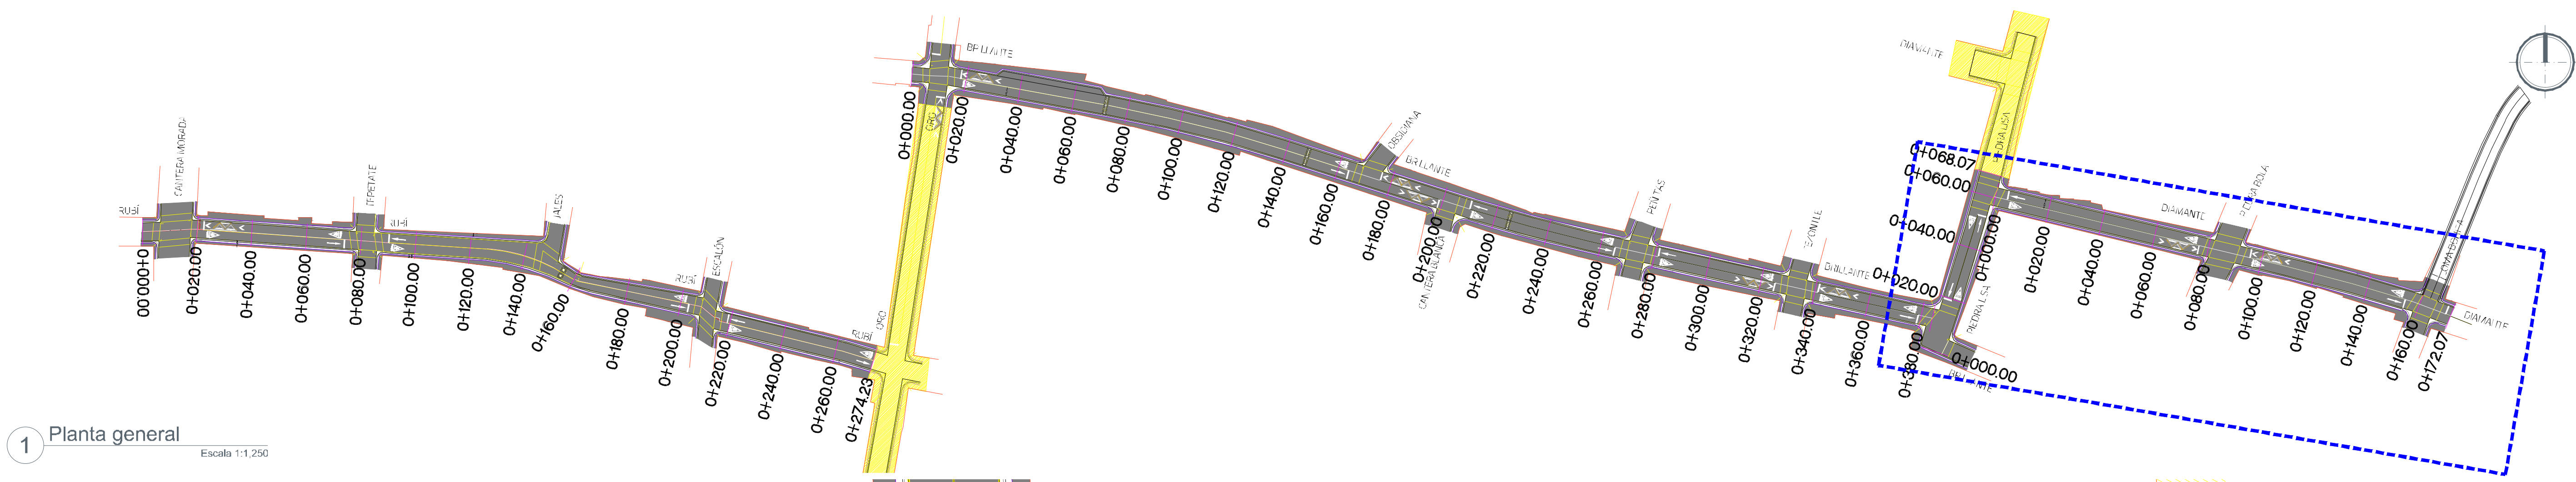 BRILLANTE
DIAMANTE
ORO
0+000.00
0+020.00
0+040.00
0+060.00
0+080.00
0+100.00
0+120.00
0+140.00
0+160.00
0+180.00
0+200.00
0+220.00
0+240.00
0+260.00
0+280.00
0+300.00
0+320.00
0+340.00
0+360.00
0+380.00
OBSIDIANA
BRILLANTE
CANTERA BLANCA
PEÑITAS
TEZONTLE
BRILLANTE
PIEDRA LISA
0+068.07
0+060.00
0+040.00
0+020.00
0+000.00
PIEDRA LISA
BRILLANTE
DIAMANTE
PIEDRA BOLA
DIAMANTE
0+000.00
0+020.00
0+040.00
0+060.00
0+080.00
0+100.00
0+120.00
0+140.00
0+160.00
0+172.07
CANTERA MORADA
TEPETATE
JALES
ESCALÓN
RUBÍ
RUBÍ
RUBÍ
RUBÍ
ORO
0+000.00
0+020.00
0+040.00
0+060.00
0+080.00
0+100.00
0+120.00
0+140.00
0+160.00
0+180.00
0+200.00
0+220.00
0+240.00
0+260.00
0+274.23
1
Planta general
Escala 1:1,250